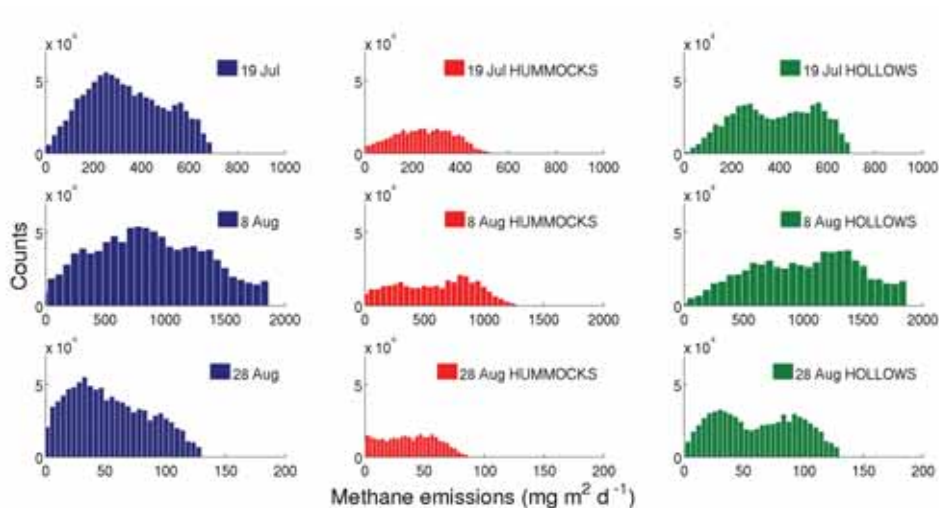 x 10⁴ x 10⁴ x 10⁴
19 Jul 19 Jul HUMMOCKS 19 Jul HOLLOWS
5 5 5
0 0 0
0 200 400 600 800 1000 0 200 400 600 800 1000 0 200 400 600 800 1000
x 10⁴ x 10⁴ x 10⁴
8 Aug 8 Aug HUMMOCKS 8 Aug HOLLOWS
5 5 5
Counts
0 0 0
0 500 1000 1500 2000 0 500 1000 1500 2000 0 500 1000 1500 2000
x 10⁴ x 10⁴ x 10⁴
28 Aug 28 Aug HUMMOCKS 28 Aug HOLLOWS
5 5 5
0 0 0
0 50 100 150 200 0 50 100 150 200 0 50 100 150 200
Methane emissions (mg m² d⁻¹)